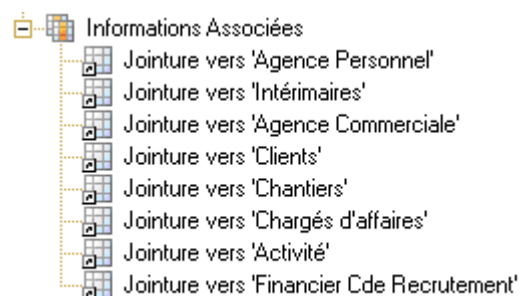 Informations Associées
Jointure vers 'Agence Personnel'
Jointure vers 'Intérimaires'
Jointure vers 'Agence Commerciale'
Jointure vers 'Clients'
Jointure vers 'Chantiers'
Jointure vers 'Chargés d'affaires'
Jointure vers 'Activité'
Jointure vers 'Financier Cde Recrutement'